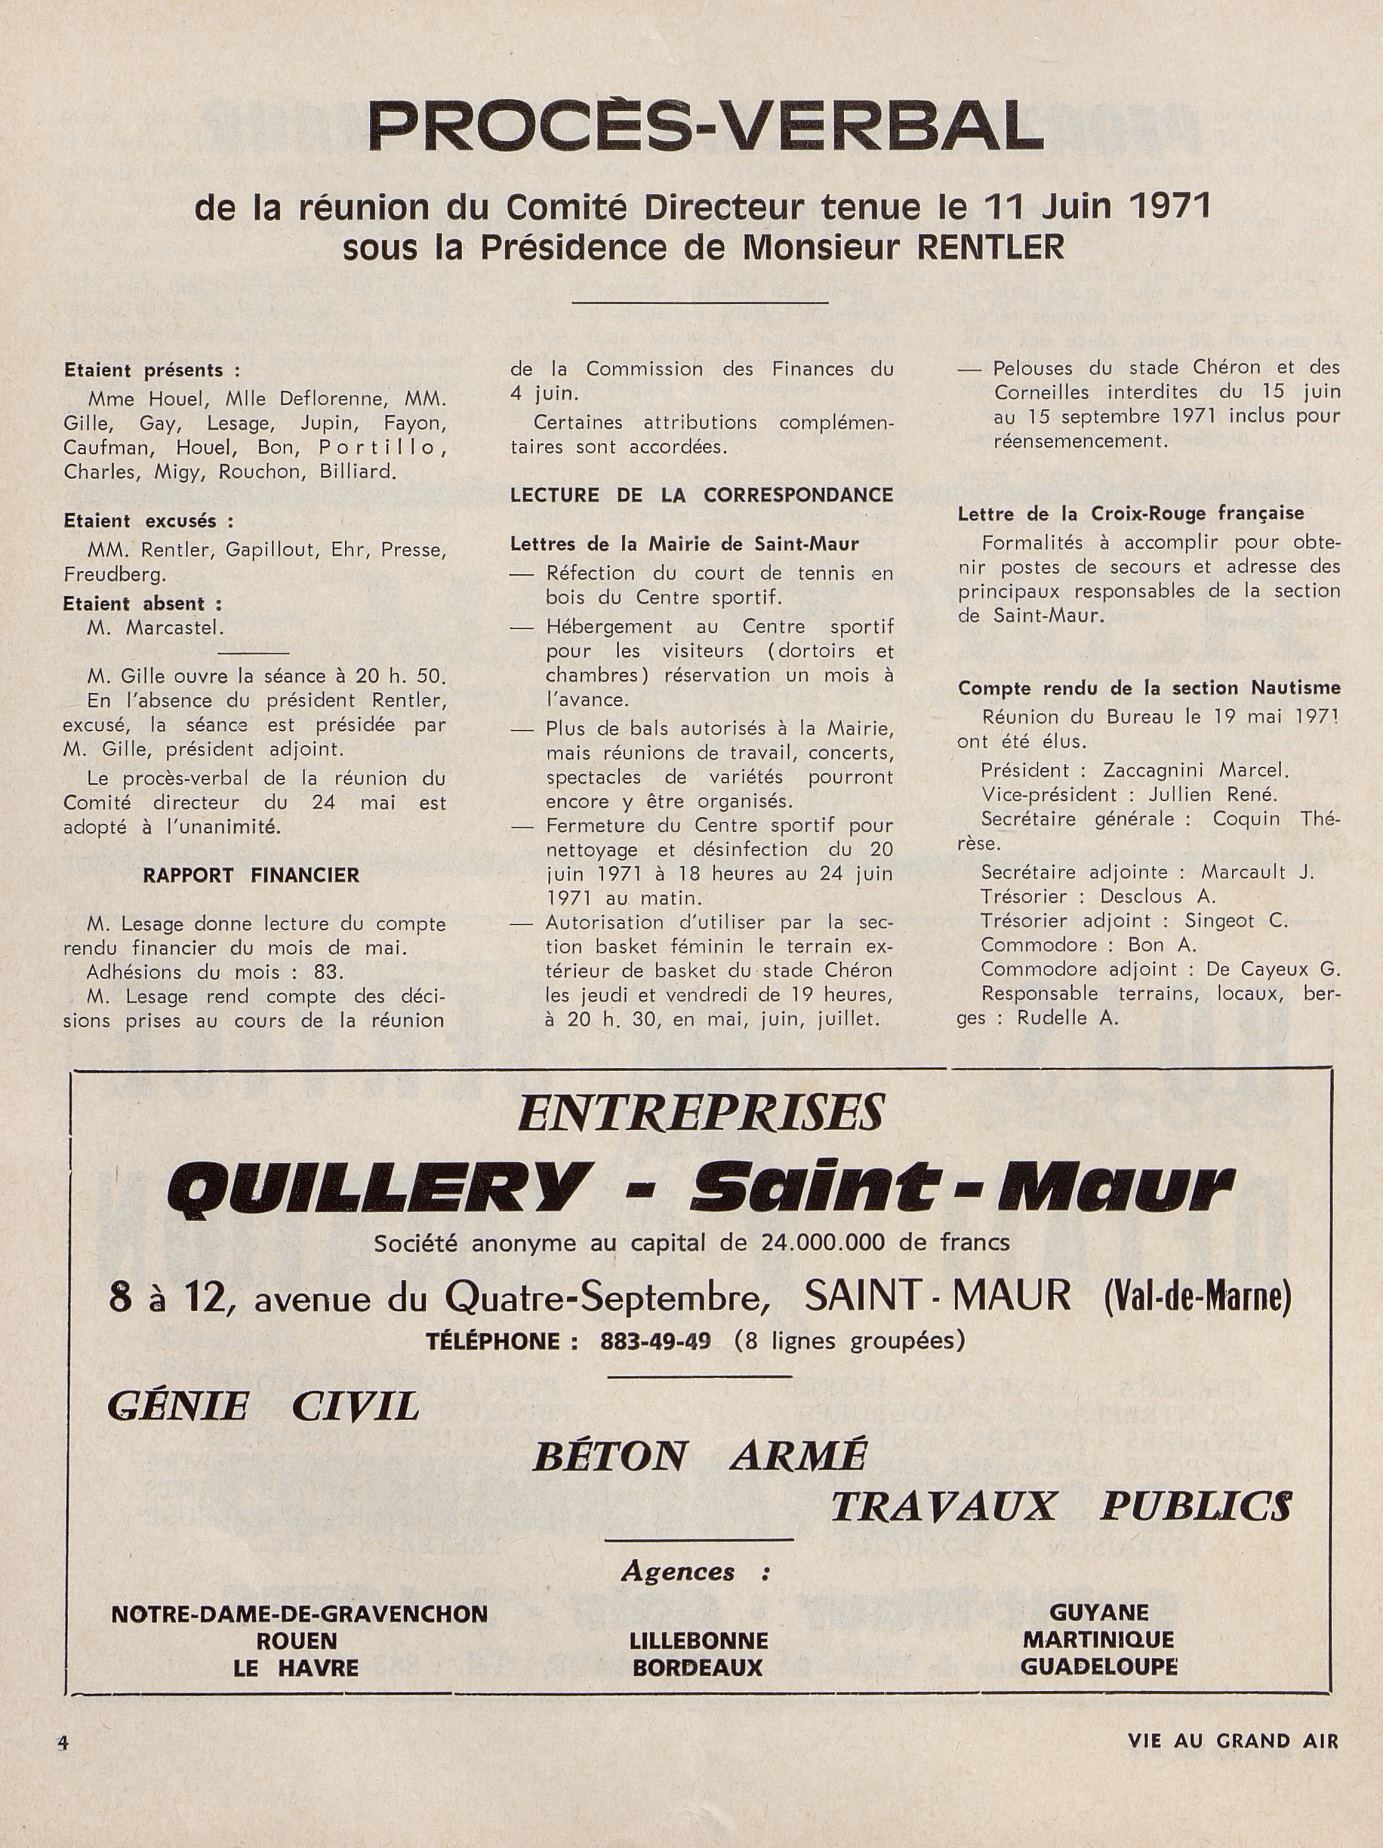 PROCÈS-VERBAL
de la réunion du Comité Directeur tenue le 11 Juin 1971
sous la Présidence de Monsieur RENTLER
Etaient présents :
Mme Houel, Mlle Deflorenne, MM.
Gille, Gay, Lesage, Jupin, Fayon,
Caufman, Houel, Bon, Portillo,
Charles, Migy, Rouchon, Billiard.
Etaient excusés :
MM. Rentler, Gapillout, Ehr, Presse,
Freudberg.
Etaient absent :
M. Marcastel.
M. Gille ouvre la séance à 20 h. 50.
En l'absence du président Rentler,
excusé, la séance est présidée par
M. Gille, président adjoint.
Le procès-verbal de la réunion du
Comité directeur du 24 mai est
adopté à l'unanimité.
RAPPORT FINANCIER
M. Lesage donne lecture du compte
rendu financier du mois de mai.
Adhésions du mois : 83.
M. Lesage rend compte des déci-
sions prises au cours de la réunion
de la Commission des Finances du
4 juin.
Certaines attributions complémen-
taires sont accordées.
LECTURE DE LA CORRESPONDANCE
Lettres de la Mairie de Saint-Maur
— Réfection du court de tennis en
bois du Centre sportif.
— Hébergement au Centre sportif
pour les visiteurs (dortoirs et
chambres) réservation un mois à
l'avance.
— Plus de bals autorisés à la Mairie,
mais réunions de travail, concerts,
spectacles de variétés pourront
encore y être organisés.
— Fermeture du Centre sportif pour
nettoyage et désinfection du 20
juin 1971 à 18 heures au 24 juin
1971 au matin.
— Autorisation d'utiliser par la sec-
tion basket féminin le terrain ex-
térieur de basket du stade Chéron
les jeudi et vendredi de 19 heures,
à 20 h. 30, en mai, juin, juillet.
— Pelouses du stade Chéron et des
Corneilles interdites du 15 juin
au 15 septembre 1971 inclus pour
réensemencement.
Lettre de la Croix-Rouge française
Formalités à accomplir pour obte-
nir postes de secours et adresse des
principaux responsables de la section
de Saint-Maur.
Compte rendu de la section Nautisme
Réunion du Bureau le 19 mai 1971
ont été élus.
Président : Zaccagnini Marcel.
Vice-président : Jullien René.
Secrétaire générale : Coquin Thé-
rèse.
Secrétaire adjointe : Marcault J.
Trésorier : Desclous A.
Trésorier adjoint : Singeot C.
Commodore : Bon A.
Commodore adjoint : De Cayeux G.
Responsable terrains, locaux, ber-
ges : Rudelle A.
ENTREPRISES
QUILLERY - Saint-Maur
Société anonyme au capital de 24.000.000 de francs
8 à 12, avenue du Quatre-Septembre, SAINT-MAUR (Val-de-Marne)
TÉLÉPHONE : 883-49-49 (8 lignes groupées)
GÉNIE CIVIL
BÉTON ARMÉ
TRAVAUX PUBLICS
Agences :
NOTRE-DAME-DE-GRAVENCHON
ROUEN
LE HAVRE
LILLEBONNE
BORDEAUX
GUYANE
MARTINIQUE
GUADELOUPE
4
VIE AU GRAND AIR